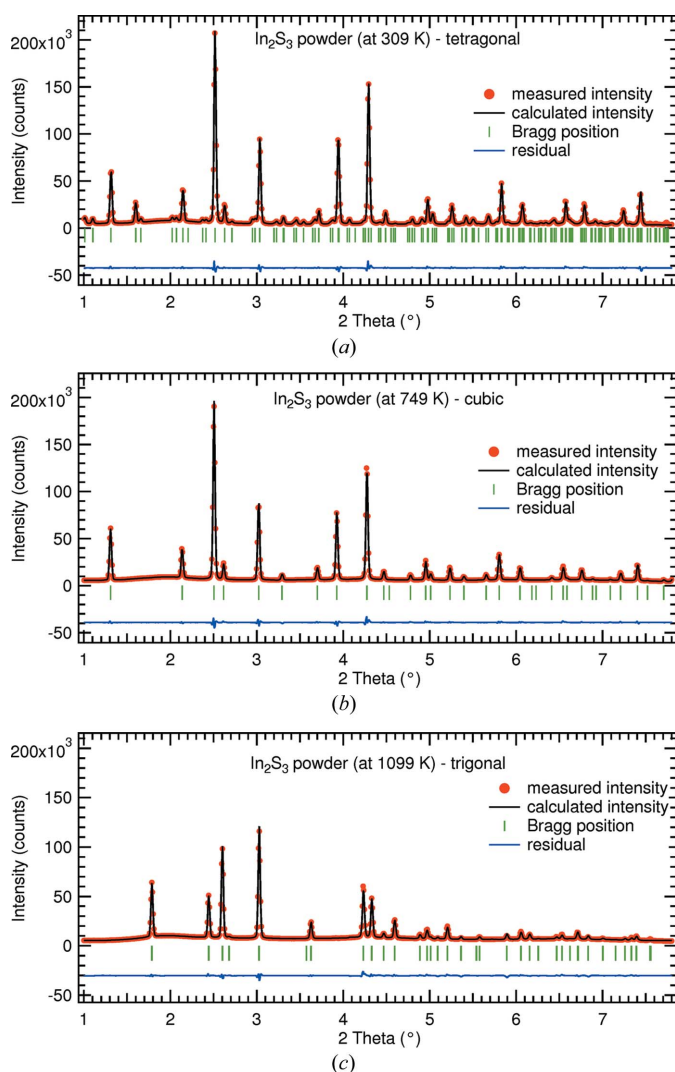 (a)
200x10³
In₂S₃ powder (at 309 K) - tetragonal
measured intensity
calculated intensity
Bragg position
residual
150
100
50
0
-50
Intensity (counts)
1 2 3 4 5 6 7
2 Theta (°)
(a)
200x10³
In₂S₃ powder (at 749 K) - cubic
measured intensity
calculated intensity
Bragg position
residual
150
100
50
0
-50
Intensity (counts)
1 2 3 4 5 6 7
2 Theta (°)
(b)
200x10³
In₂S₃ powder (at 1099 K) - trigonal
measured intensity
calculated intensity
Bragg position
residual
150
100
50
0
-50
Intensity (counts)
1 2 3 4 5 6 7
2 Theta (°)
(c)